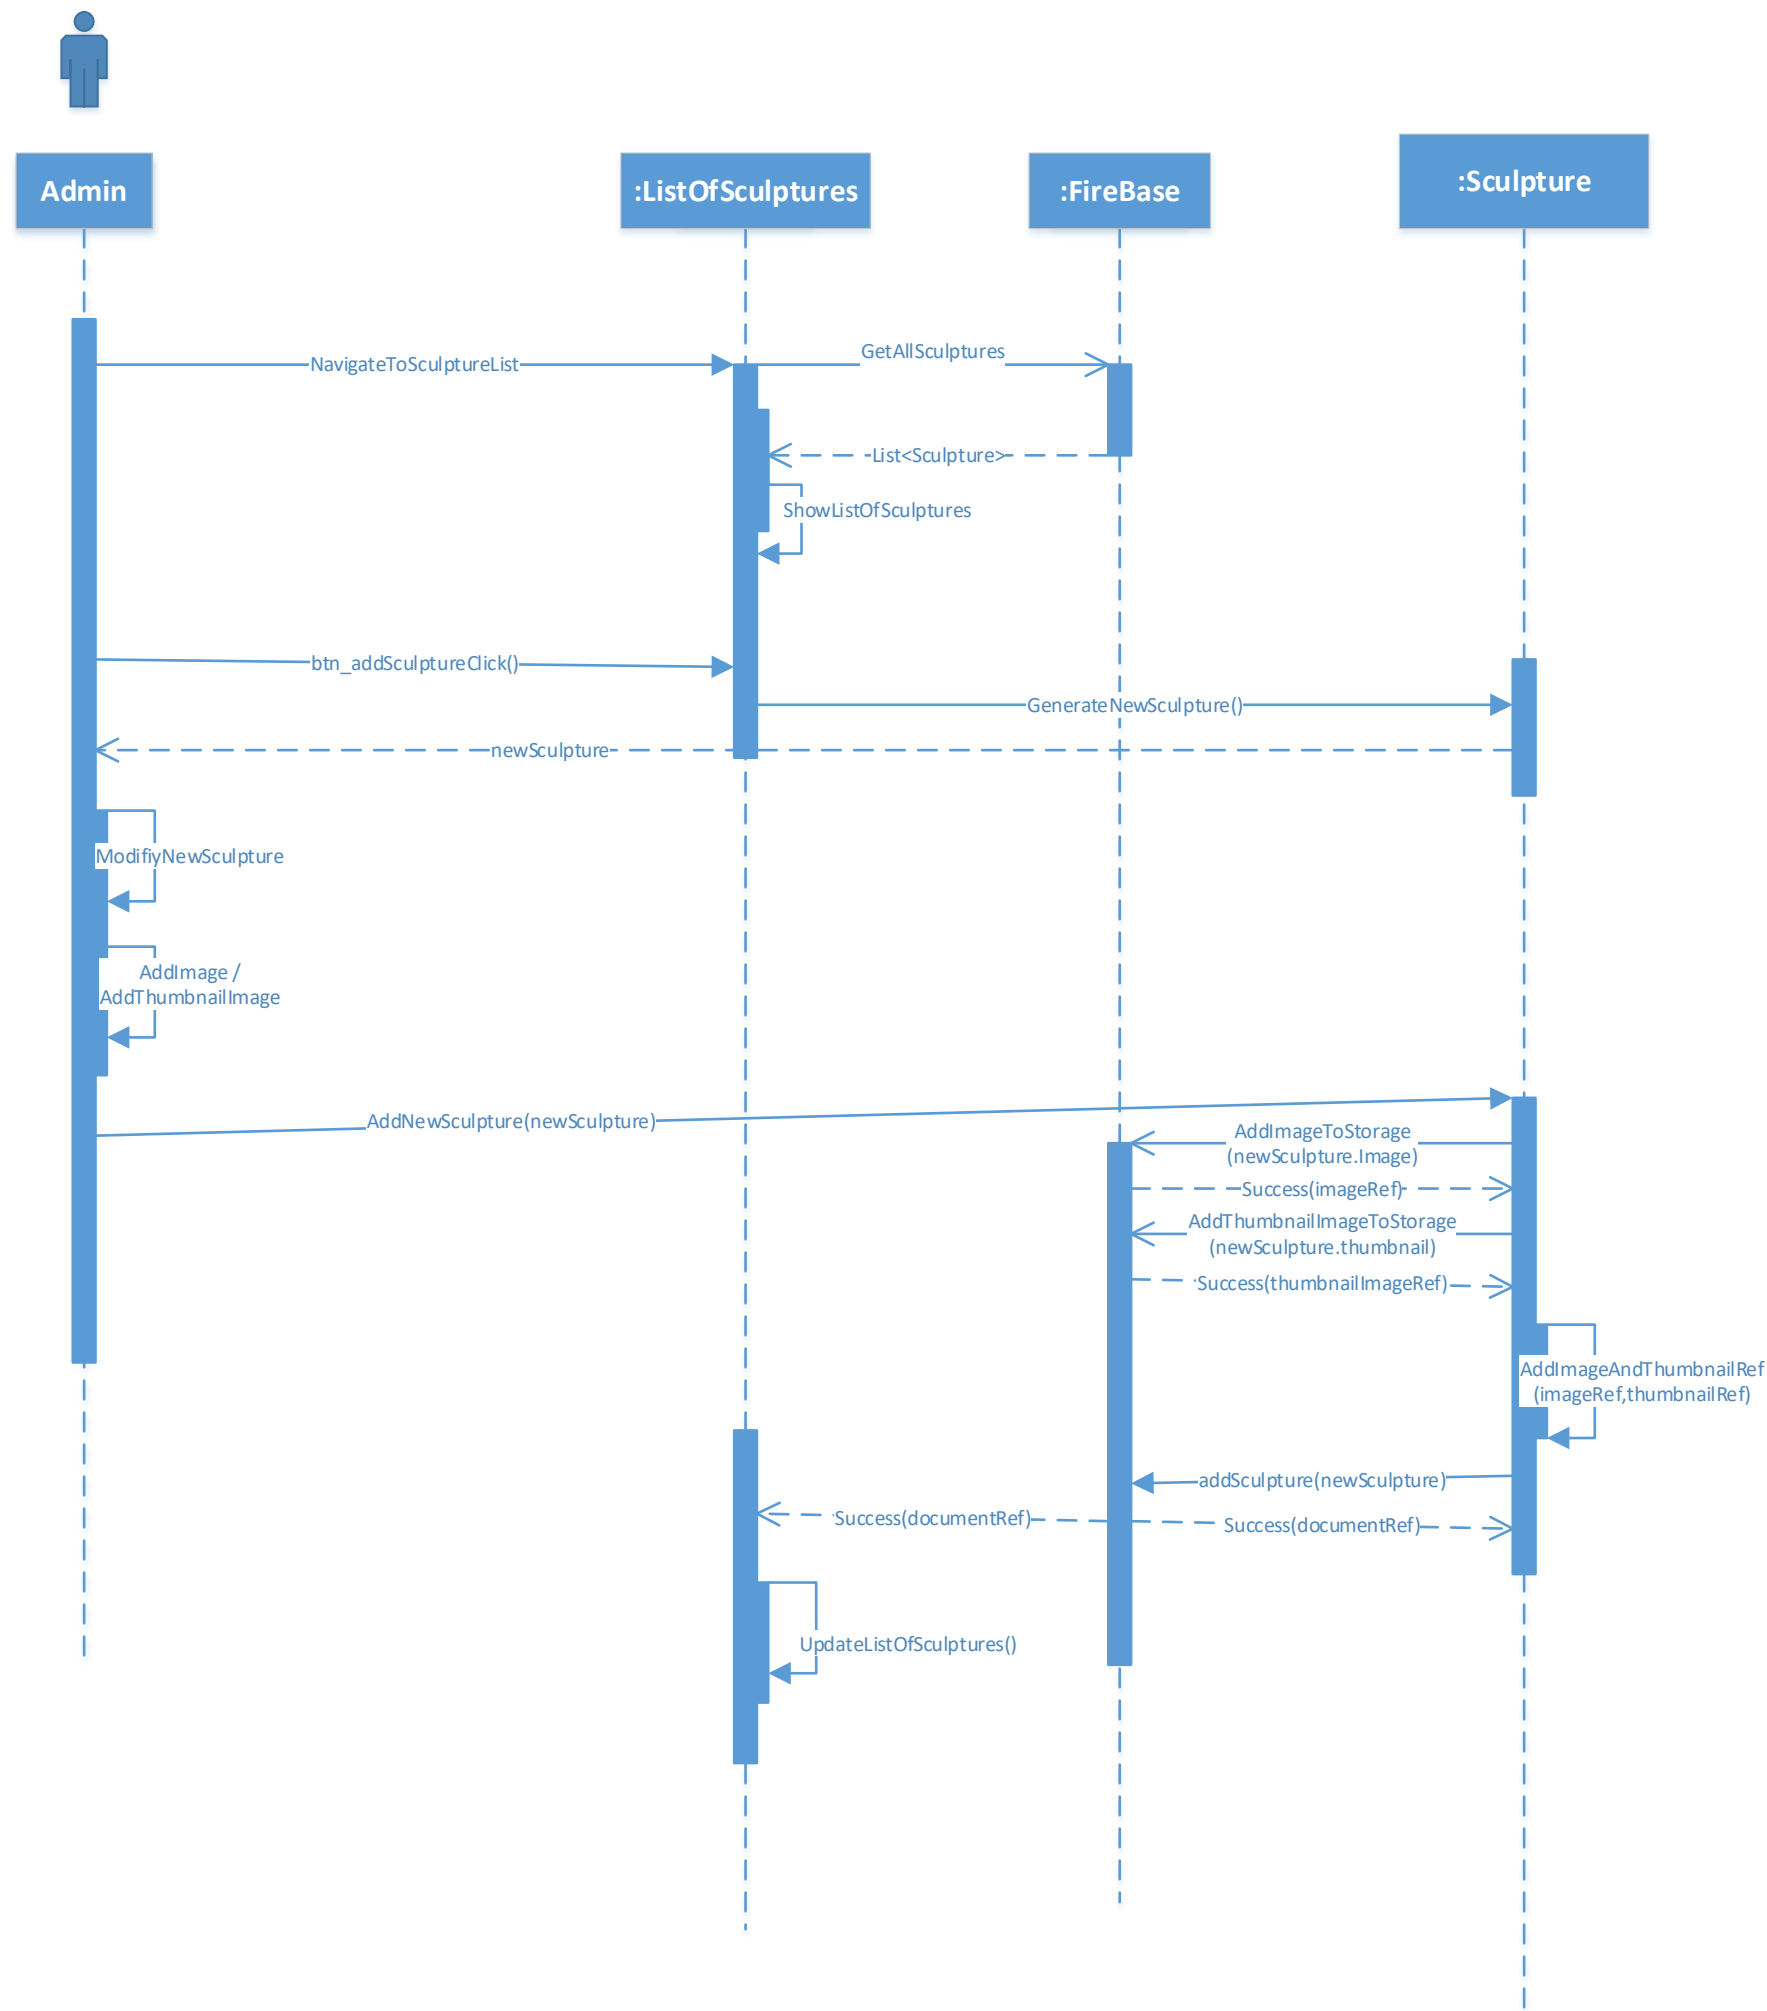 Admin
:ListOfSculptures
:FireBase
:Sculpture
NavigateToSculptureList
GetAllSculptures
List<Sculpture>
ShowListOfSculptures
btn_addSculptureClick()
GenerateNewSculpture()
newSculpture
ModifiyNewSculpture
AddImage /
AddThumbnailImage
AddNewSculpture(newSculpture)
AddImageToStorage
(newSculpture.Image)
Success(imageRef)
AddThumbnailImageToStorage
(newSculpture.thumbnail)
Success(thumbnailImageRef)
AddImageAndThumbnailRef
(imageRef,thumbnailRef)
addSculpture(newSculpture)
Success(documentRef)
Success(documentRef)
UpdateListOfSculptures()